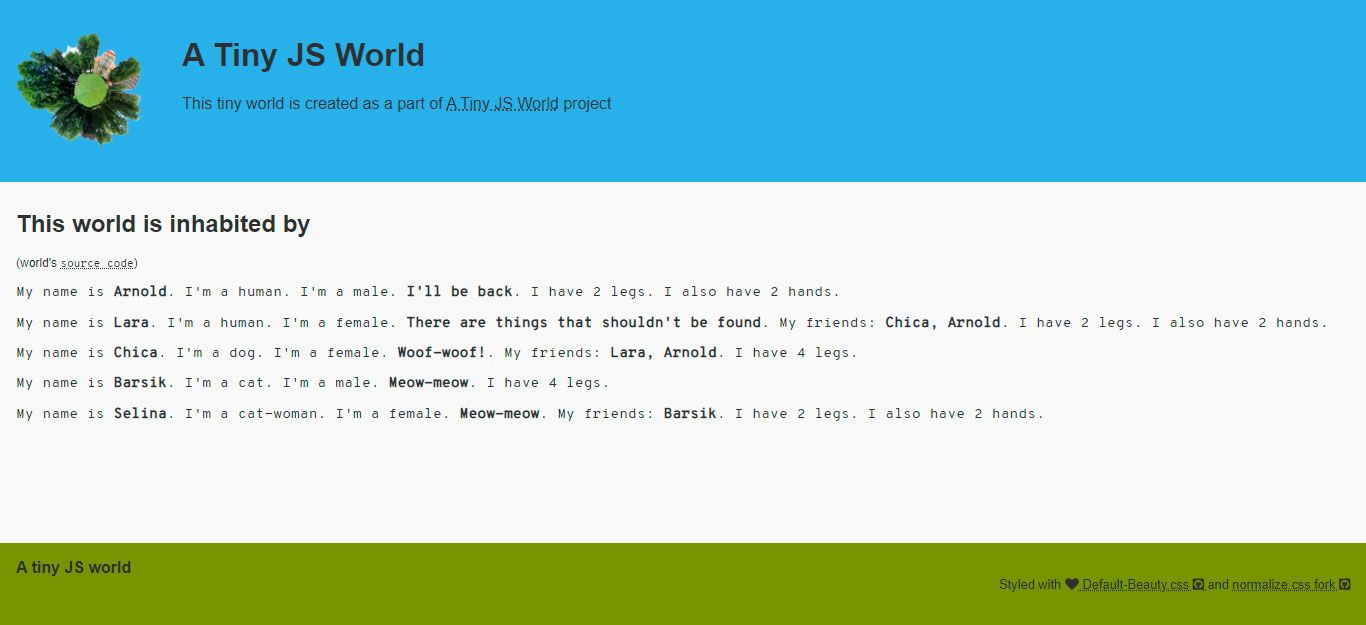 A Tiny JS World
This tiny world is created as a part of A Tiny JS World project
This world is inhabited by
(world's source code)
My name is Arnold. I'm a human. I'm a male. I'll be back. I have 2 legs. I also have 2 hands.
My name is Lara. I'm a human. I'm a female. There are things that shouldn't be found. My friends: Chica, Arnold. I have 2 legs. I also have 2 hands.
My name is Chica. I'm a dog. I'm a female. Woof-woof!. My friends: Lara, Arnold. I have 4 legs.
My name is Barsik. I'm a cat. I'm a male. Meow-meow. I have 4 legs.
My name is Selina. I'm a cat-woman. I'm a female. Meow-meow. My friends: Barsik. I have 2 legs. I also have 2 hands.
A tiny JS world
Styled with ♥ Default-Beauty.css and normalize.css fork